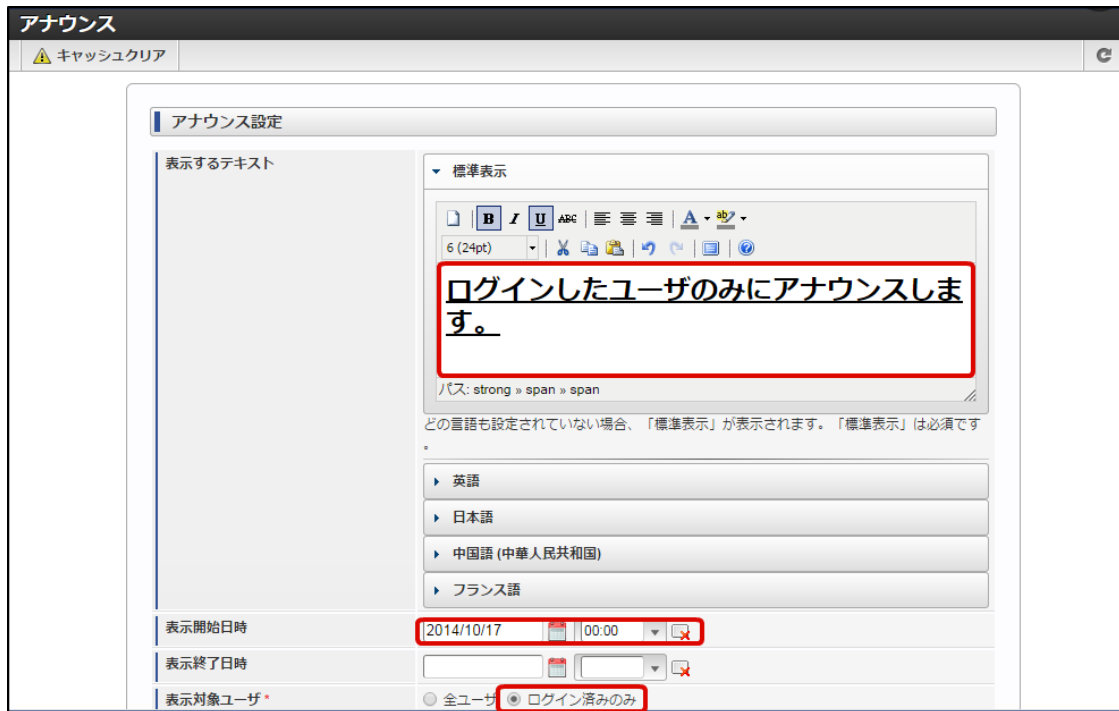 アナウンス
キャッシュクリア
アナウンス設定
表示するテキスト
標準表示
B I U ABC A ab
6 (24pt)
ログインしたユーザのみにアナウンスしま
す。
パス: strong » span » span
どの言語も設定されていない場合、「標準表示」が表示されます。「標準表示」は必須です
。
英語
日本語
中国語 (中華人民共和国)
フランス語
表示開始日時
2014/10/17 00:00
表示終了日時
表示対象ユーザ *
全ユーザ ログイン済みのみ